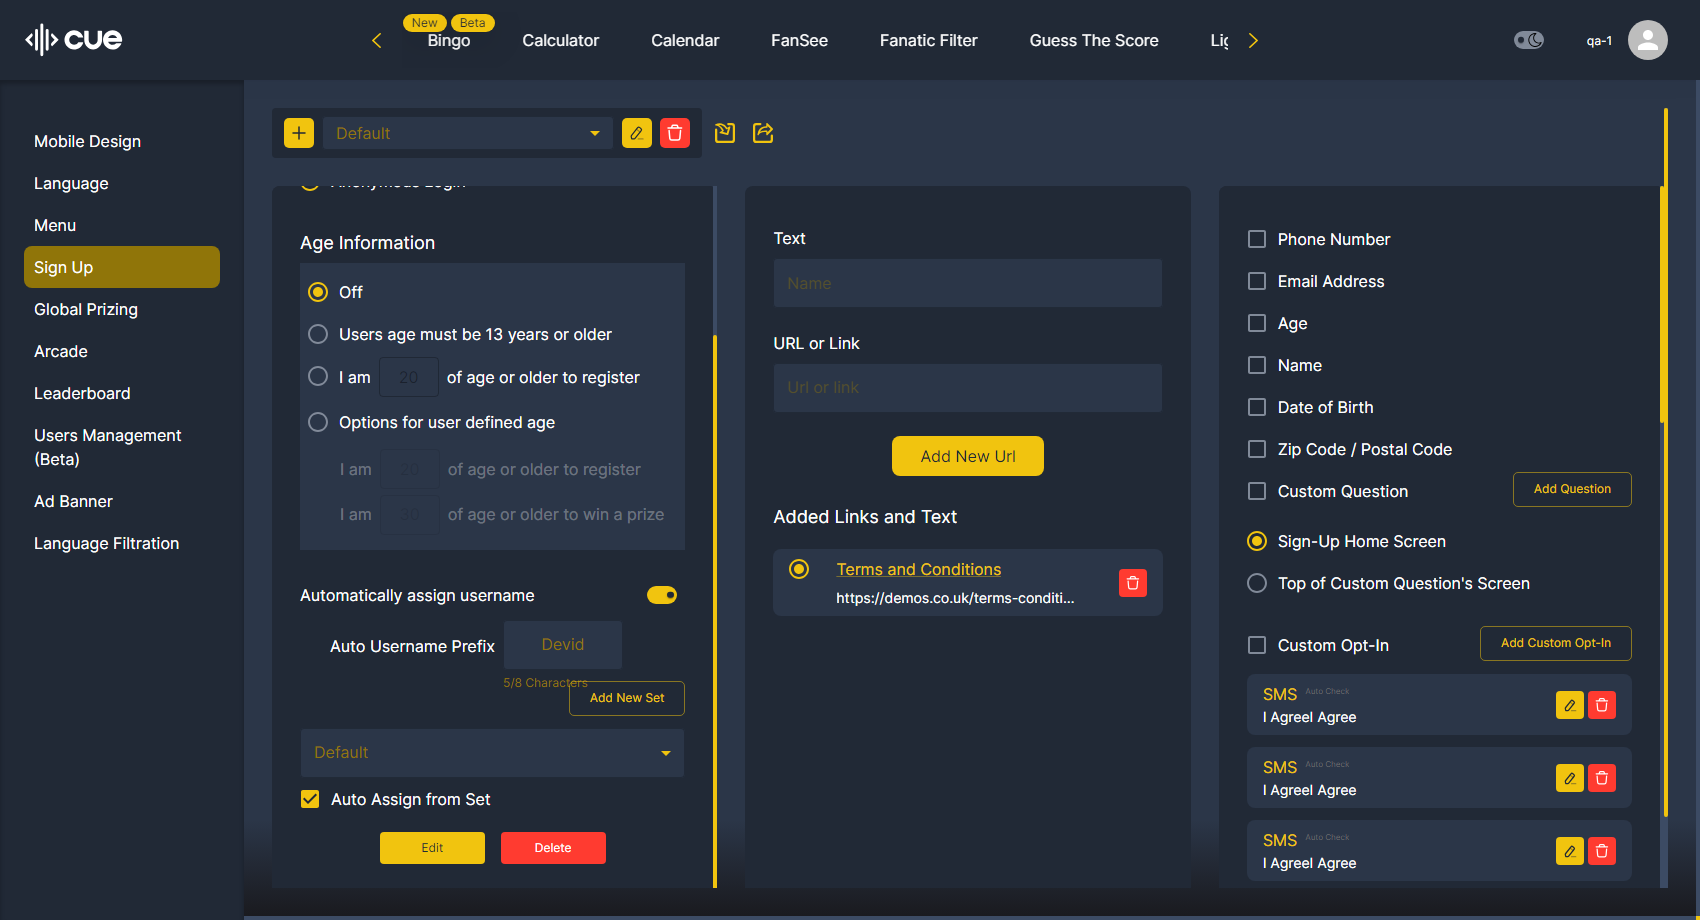 cue
New
Beta
Bingo
Calculator
Calendar
FanSee
Fanatic Filter
Guess The Score
qa-1
Mobile Design
Language
Menu
Sign Up
Global Prizing
Arcade
Leaderboard
Users Management
(Beta)
Ad Banner
Language Filtration
Default
Anonymous Login
Age Information
Off
Users age must be 13 years or older
I am 20 of age or older to register
Options for user defined age
I am 20 of age or older to register
I am 30 of age or older to win a prize
Automatically assign username
Auto Username Prefix
Devid
5/8 Characters
Add New Set
Default
Auto Assign from Set
Edit
Delete
Text
Name
URL or Link
Url or link
Add New Url
Added Links and Text
Terms and Conditions
https://demos.co.uk/terms-conditi...
Phone Number
Email Address
Age
Name
Date of Birth
Zip Code / Postal Code
Custom Question
Add Question
Sign-Up Home Screen
Top of Custom Question's Screen
Custom Opt-In
Add Custom Opt-In
SMS Auto Check
I AgreeI Agree
SMS Auto Check
I AgreeI Agree
SMS Auto Check
I AgreeI Agree